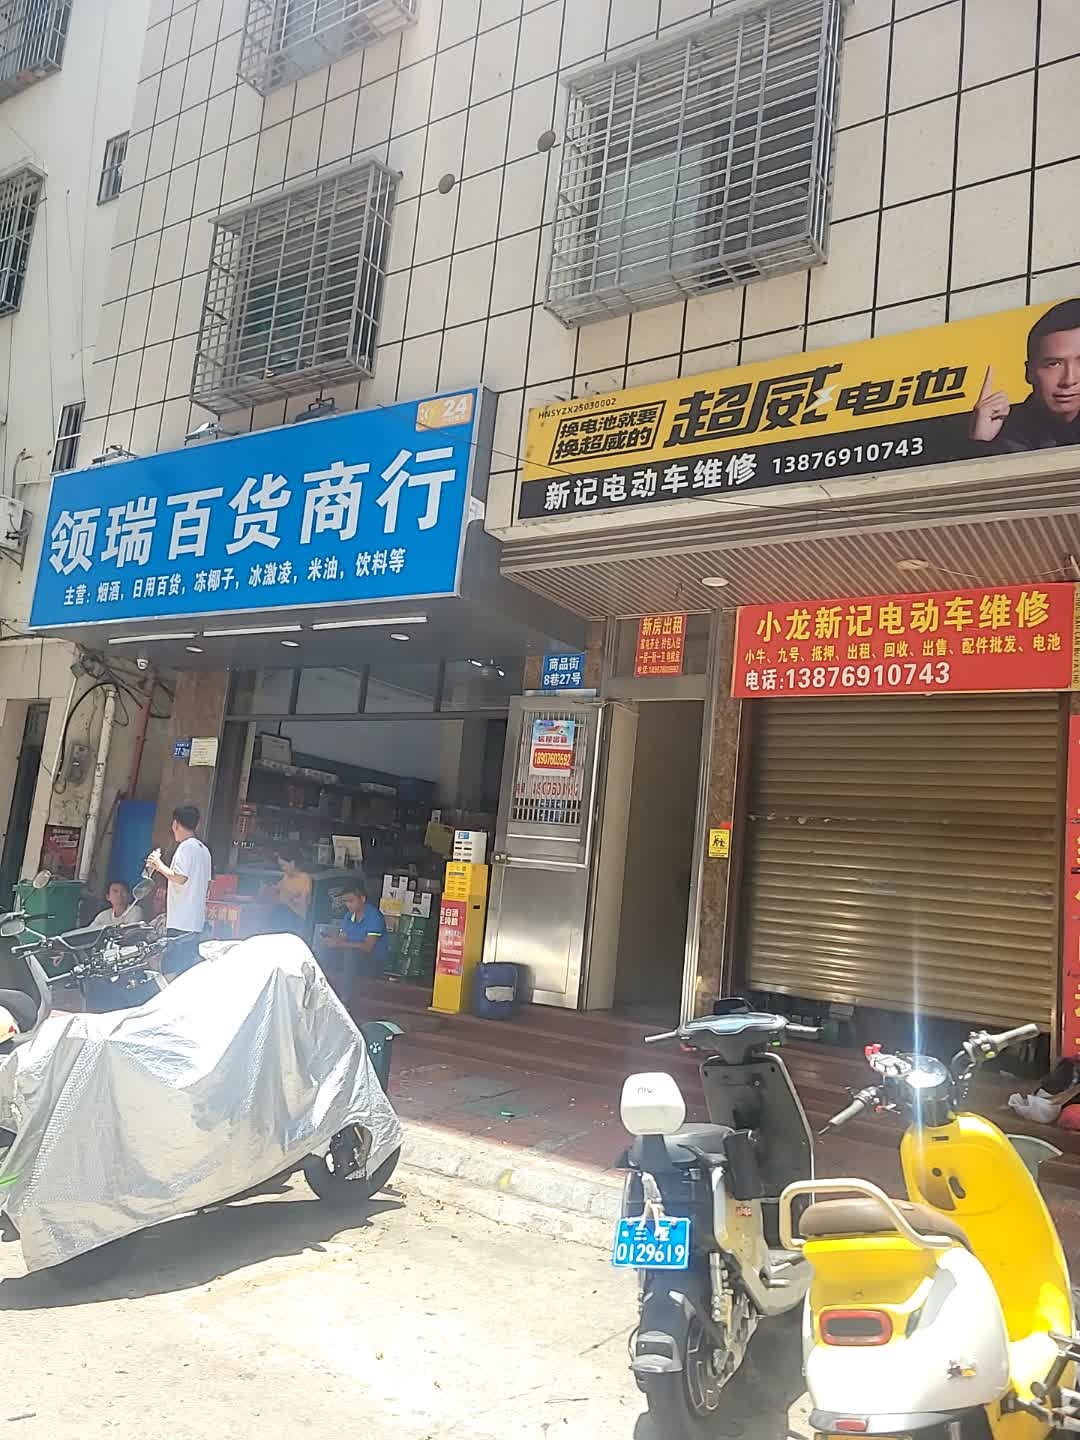 24
领瑞百货商行
主营：烟酒，日用百货，冻椰子，冰激凌，米油，饮料等
HNSYZX25030002
换电池就要
换超威的
超威电池
新记电动车维修 13876910743
新房出租
商品街
8巷27号
小龙新记电动车维修
小牛、九号、抵押、出租、回收、出售、配件批发、电池
电话:13876910743
18907603592
niu
三亚
0129619